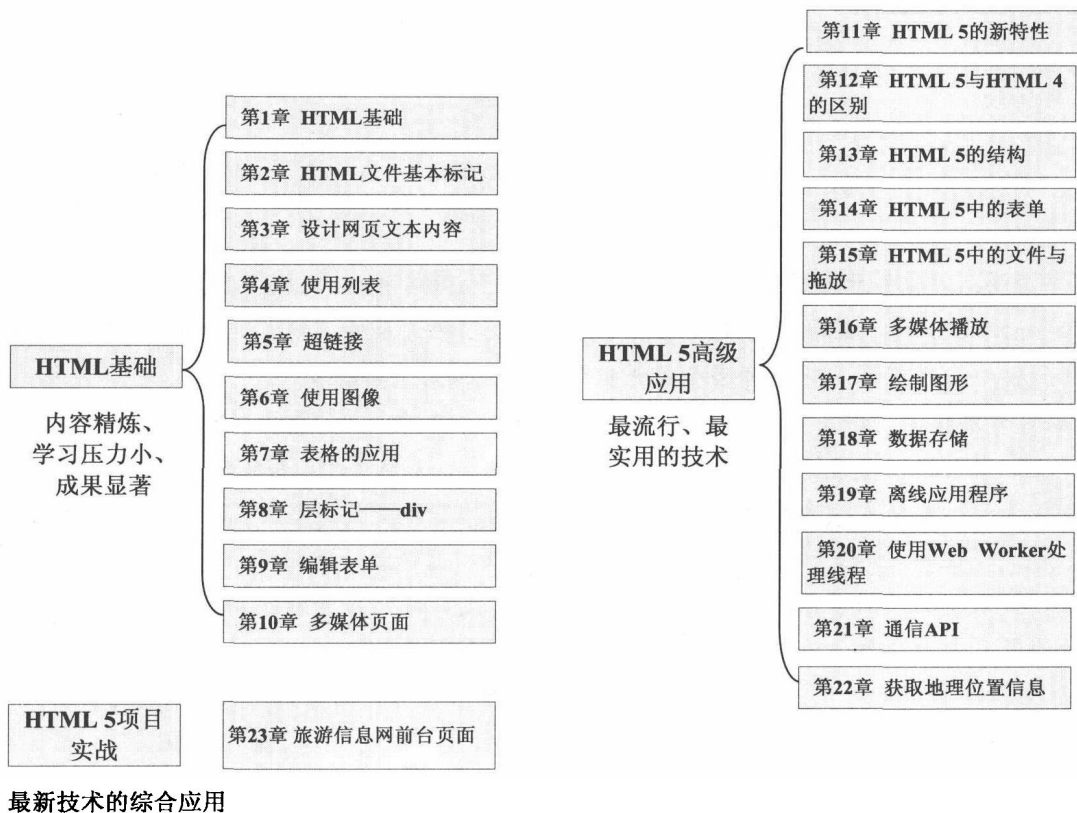 HTML基础
内容精炼、
学习压力小、
成果显著
第1章 HTML基础
第2章 HTML文件基本标记
第3章 设计网页文本内容
第4章 使用列表
第5章 超链接
第6章 使用图像
第7章 表格的应用
第8章 层标记——div
第9章 编辑表单
第10章 多媒体页面
HTML 5高级
应用
最流行、最
实用的技术
第11章 HTML 5的新特性
第12章 HTML 5与HTML 4
的区别
第13章 HTML 5的结构
第14章 HTML 5中的表单
第15章 HTML 5中的文件与
拖放
第16章 多媒体播放
第17章 绘制图形
第18章 数据存储
第19章 离线应用程序
第20章 使用Web Worker处
理线程
第21章 通信API
第22章 获取地理位置信息
HTML 5项目
实战
第23章 旅游信息网前台页面
最新技术的综合应用